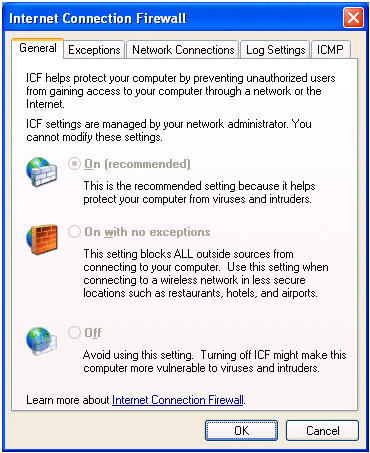 Internet Connection Firewall
General Exceptions Network Connections Log Settings ICMP
ICF helps protect your computer by preventing unauthorized users
from gaining access to your computer through a network or the
Internet.
ICF settings are managed by your network administrator. You
cannot modify these settings.
On (recommended)
This is the recommended setting because it helps
protect your computer from viruses and intruders.
On with no exceptions
This setting blocks ALL outside sources from
connecting to your computer. Use this setting when
connecting to a wireless network in less secure
locations such as restaurants, hotels, and airports.
Off
Avoid using this setting. Turning off ICF might make this
computer more vulnerable to viruses and intruders.
Learn more about Internet Connection Firewall.
OK Cancel